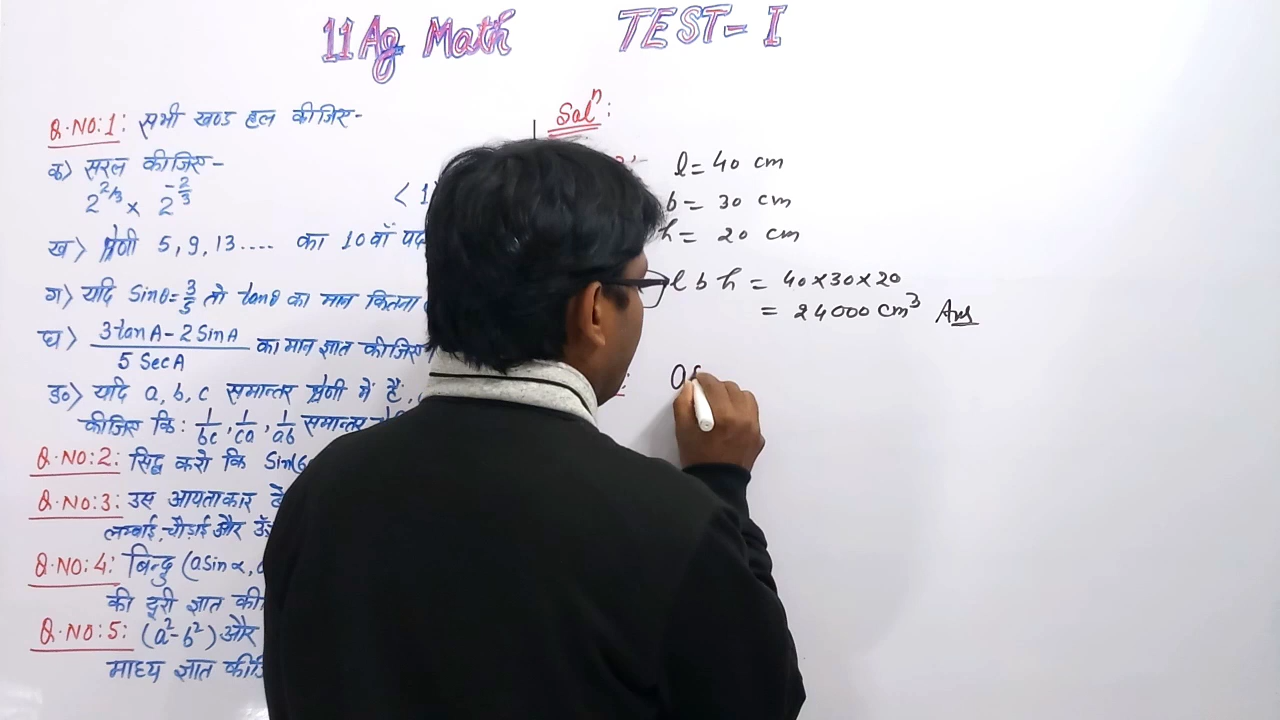 11Ag Math TEST-I
Q.NO:1: सभी खण्ड हल कीजिए-
क> सरल कीजिए-
2^{2/3} × 2^{-2/3} <1
ख> श्रेणी 5,9,13.... का 10वाँ पद
ग> यदि Sinθ=3/5 तो tanθ का मान कितना
घ> (3tanA-2SinA)/(5SecA) का मान ज्ञात कीजिए
ङ> यदि a, b, c समान्तर श्रेणी में हैं,
कीजिए कि: 1/bc, 1/ca, 1/ab समान्तर
Q.NO:2: सिद्ध करो कि Sin(
Q.NO:3: उस आयताकार
लम्बाई, चौड़ाई और
Q.NO:4: बिन्दु (aSinα,
की दूरी ज्ञात
Q.NO:5: (a²-b²) और
माध्य ज्ञात
Solⁿ:
l = 40 cm
b = 30 cm
h = 20 cm
l b h = 40×30×20
= 24000 cm³ Ans